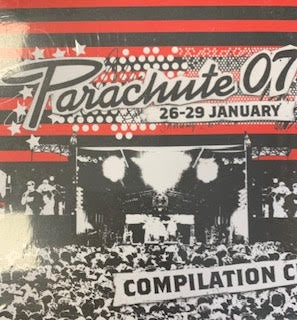 Parachute 07
26-29 JANUARY
COMPILATION C